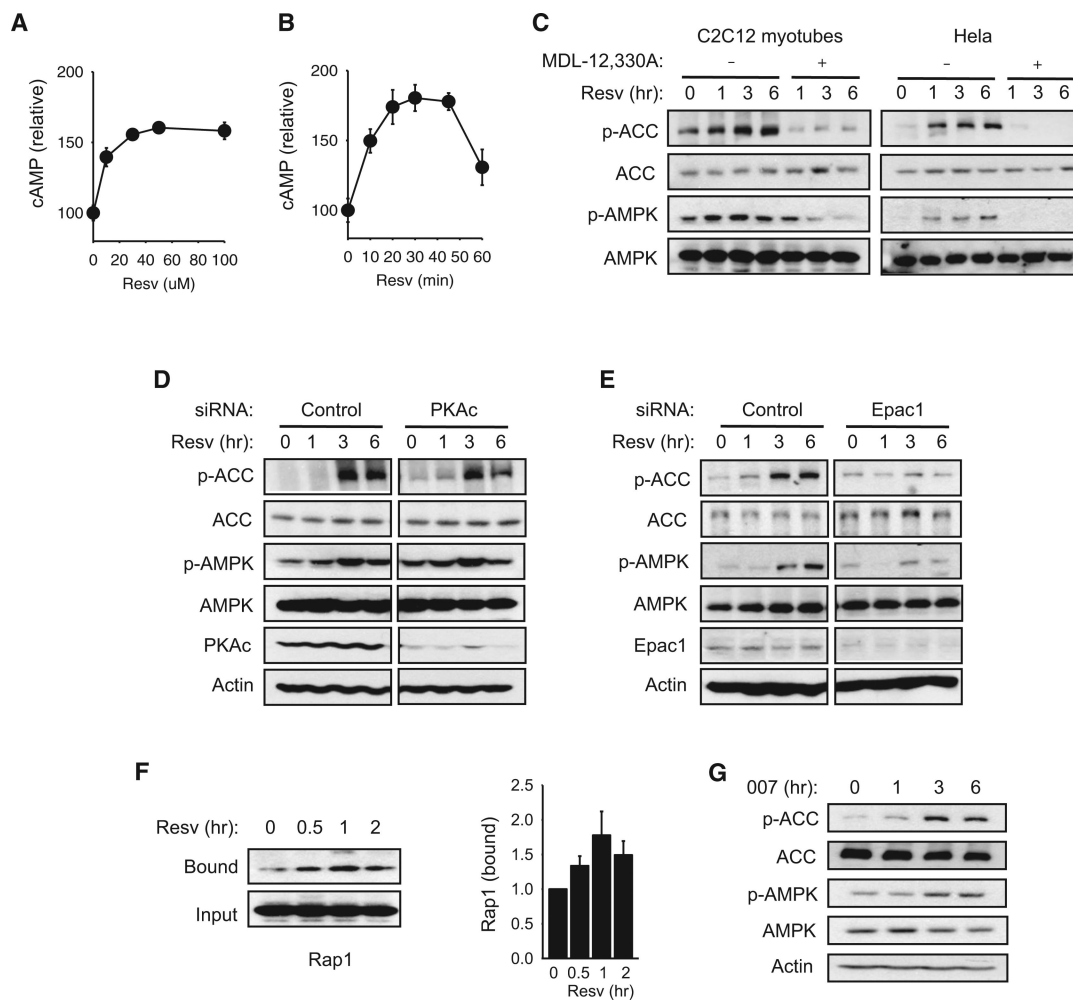 A
200
150
100
cAMP (relative)
0 20 40 60 80 100
Resv (uM)
B
200
150
100
cAMP (relative)
0 10 20 30 40 50 60
Resv (min)
C
C2C12 myotubes Hela
MDL-12,330A: - + - +
Resv (hr): 0 1 3 6 1 3 6 0 1 3 6 1 3 6
p-ACC
ACC
p-AMPK
AMPK
D
siRNA: Control PKAc
Resv (hr): 0 1 3 6 0 1 3 6
p-ACC
ACC
p-AMPK
AMPK
PKAc
Actin
E
siRNA: Control Epac1
Resv (hr): 0 1 3 6 0 1 3 6
p-ACC
ACC
p-AMPK
AMPK
Epac1
Actin
F
Resv (hr): 0 0.5 1 2
Bound
Input
Rap1
2.5
2.0
1.5
1.0
0.5
0.0
Rap1 (bound)
0 0.5 1 2
Resv (hr)
G
007 (hr): 0 1 3 6
p-ACC
ACC
p-AMPK
AMPK
Actin